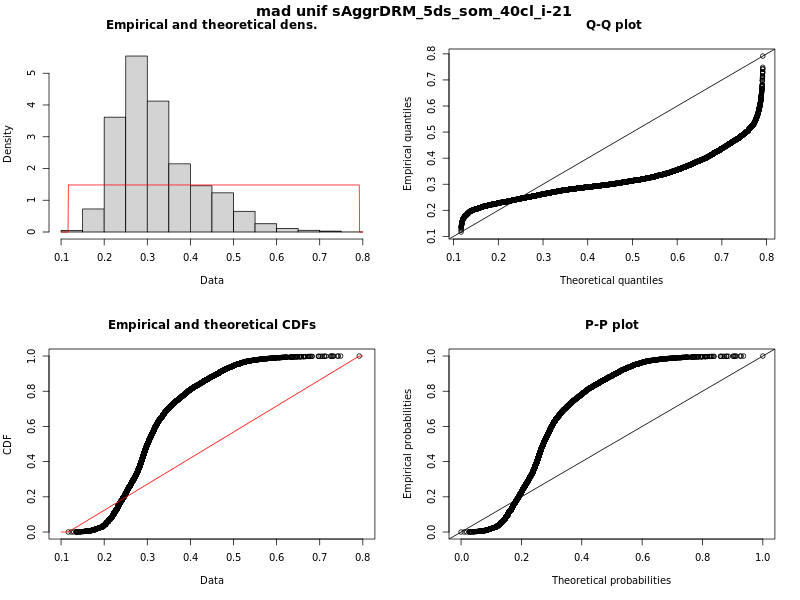 mad unif sAggrDRM_5ds_som_40cl_i-21
Empirical and theoretical dens.
Density
0 1 2 3 4 5
0.1 0.2 0.3 0.4 0.5 0.6 0.7 0.8
Data
Q-Q plot
Empirical quantiles
0.1 0.2 0.3 0.4 0.5 0.6 0.7 0.8
0.1 0.2 0.3 0.4 0.5 0.6 0.7 0.8
Theoretical quantiles
Empirical and theoretical CDFs
CDF
0.0 0.2 0.4 0.6 0.8 1.0
0.1 0.2 0.3 0.4 0.5 0.6 0.7 0.8
Data
P-P plot
Empirical probabilities
0.0 0.2 0.4 0.6 0.8 1.0
0.0 0.2 0.4 0.6 0.8 1.0
Theoretical probabilities